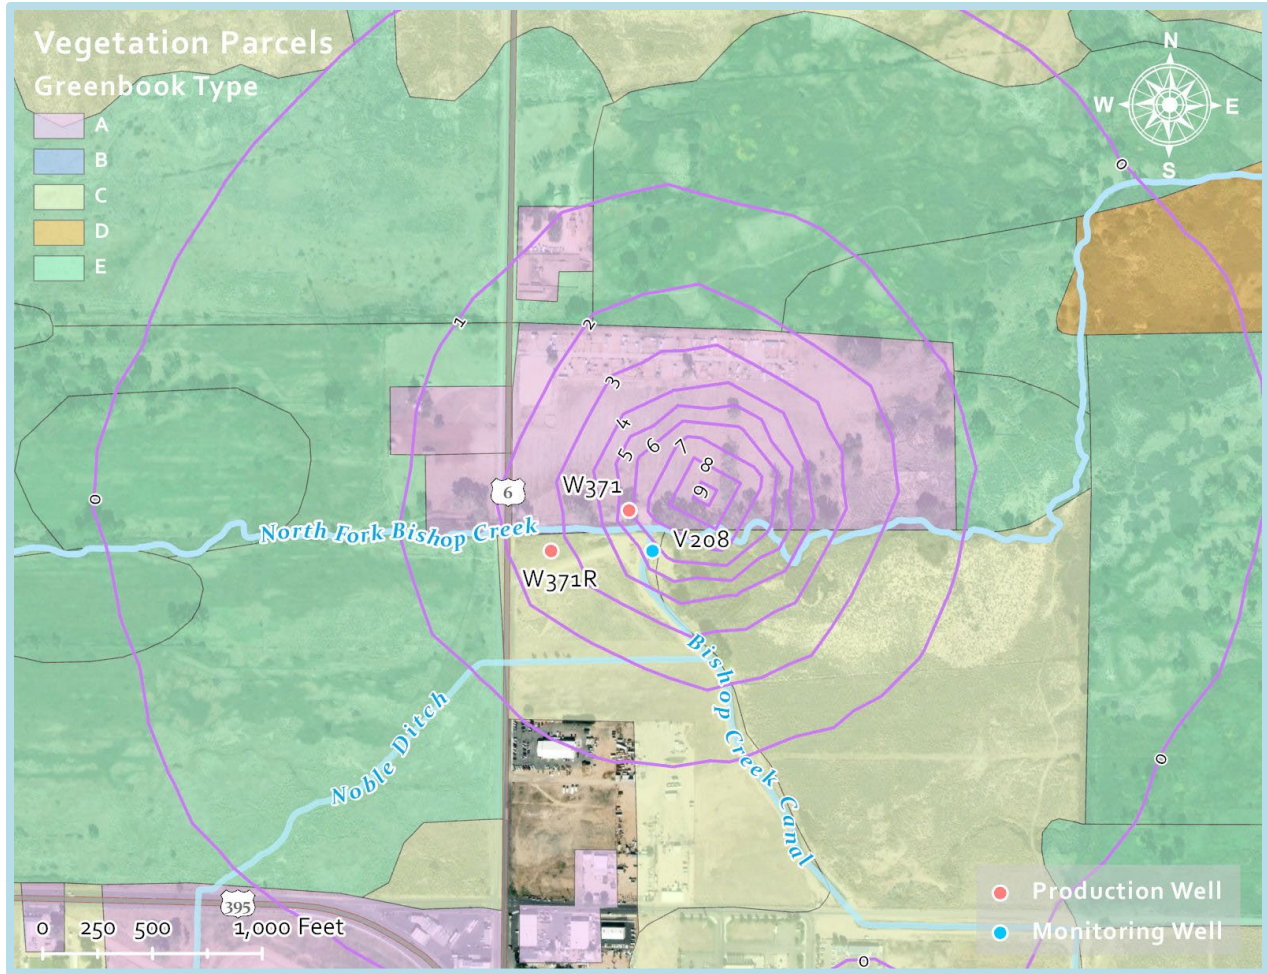 Vegetation Parcels
Greenbook Type
A
B
C
D
E
N
W
E
S
0
0
1
2
3
4
5
6
7
8
9
0
6
W371
V208
North Fork Bishop Creek
W371R
Bishop Creek Canal
Noble Ditch
0
395
0 250 500 1,000 Feet
Production Well
Monitoring Well
0